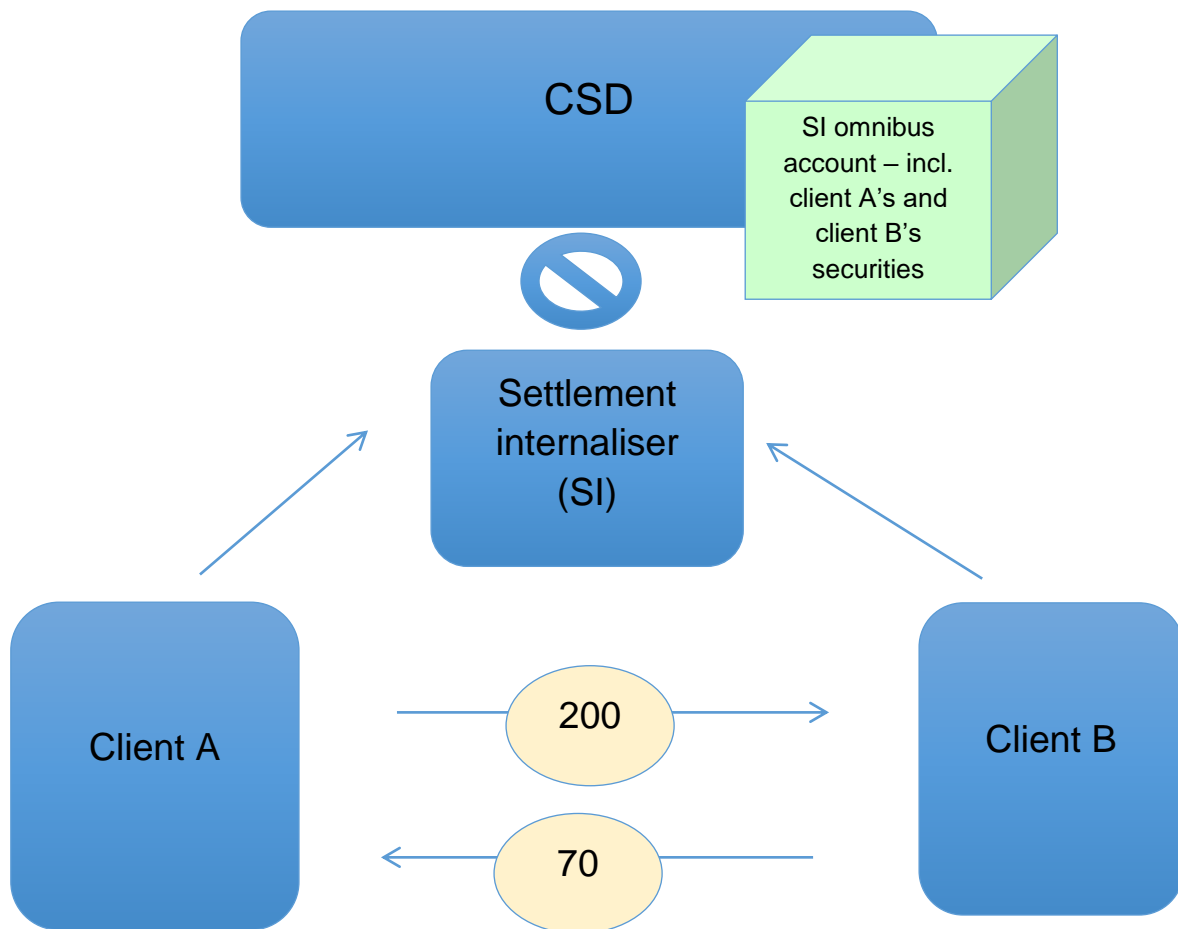 CSD
SI omnibus
account – incl.
client A’s and
client B’s
securities
Settlement
internaliser
(SI)
Client A
200
Client B
70